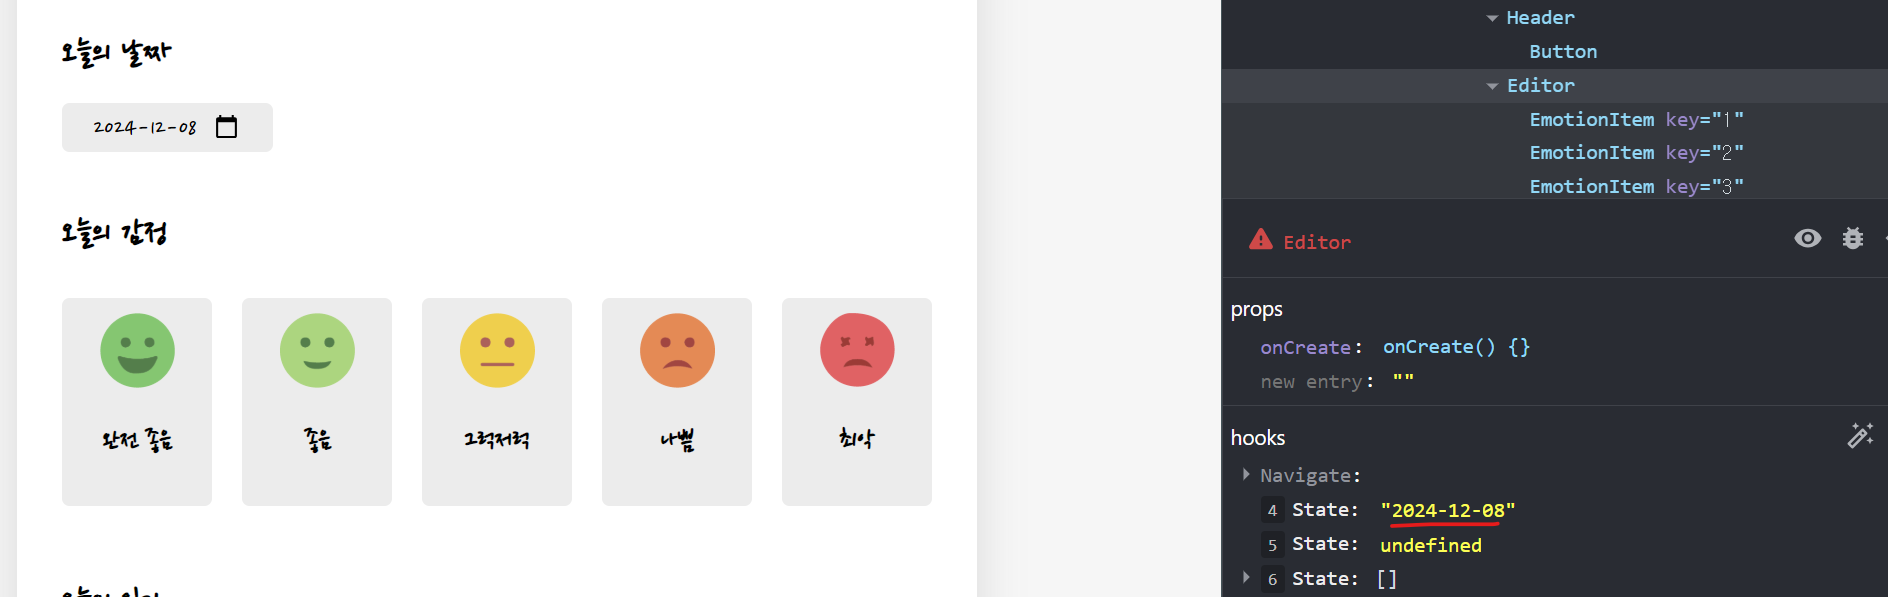 오늘의 날짜
2024-12-08
오늘의 감정
완전 좋음
좋음
그럭저럭
나쁨
최악
Header
Button
Editor
EmotionItem key="1"
EmotionItem key="2"
EmotionItem key="3"
Editor
props
onCreate: onCreate() {}
new entry: ""
hooks
Navigate:
4 State: "2024-12-08"
5 State: undefined
6 State: []